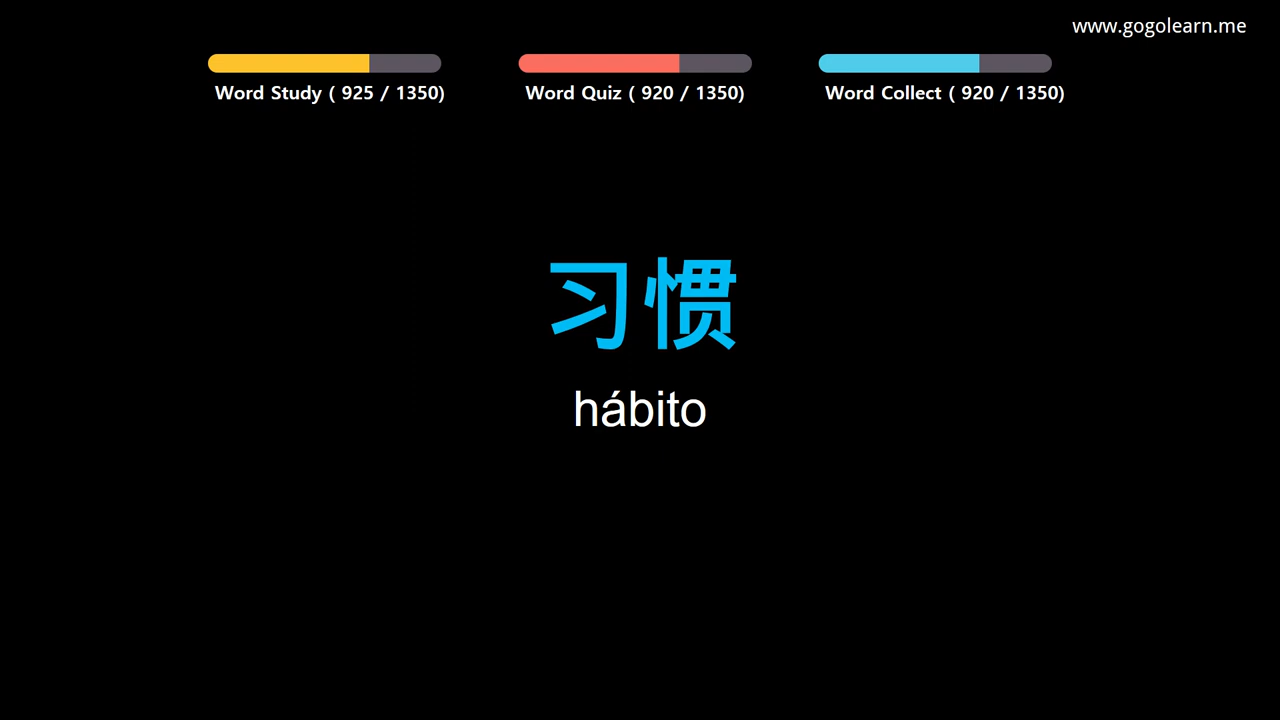 www.gogolearn.me
Word Study ( 925 / 1350)
Word Quiz ( 920 / 1350)
Word Collect ( 920 / 1350)
习惯
hábito